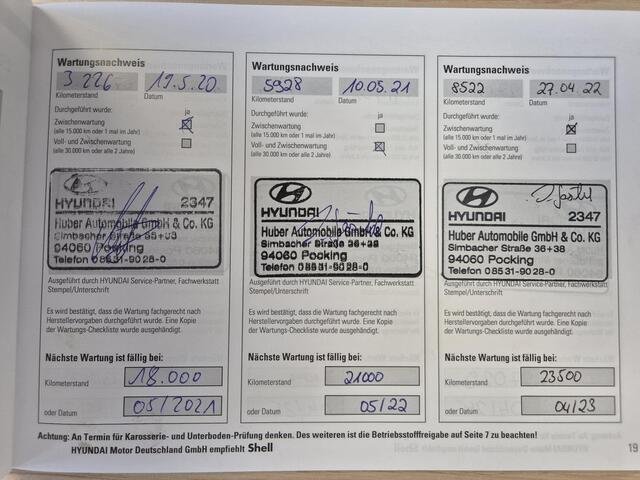 Wartungsnachweis
3 226 19.5.20
Kilometerstand Datum
Durchgeführt wurde: ja
Zwischenwartung
(alle 15.000 km oder 1 mal im Jahr)
Voll- und Zwischenwartung
(alle 30.000 km oder alle 2 Jahre)
HYUNDAI 2347
Huber Automobile GmbH & Co. KG
Simbacher Straße 36+38
94060 Pocking
Telefon 08531-9028-0
Ausgeführt durch HYUNDAI Service-Partner, Fachwerkstatt
Stempel/Unterschrift
Es wird bestätigt, dass die Wartung fachgerecht nach
Herstellervorgaben durchgeführt wurde. Eine Kopie
der Wartungs-Checkliste wurde ausgehändigt.
Nächste Wartung ist fällig bei:
Kilometerstand 18.000
oder Datum 05/2021
Wartungsnachweis
5928 10.05.21
Kilometerstand Datum
Durchgeführt wurde: ja
Zwischenwartung
(alle 15.000 km oder 1 mal im Jahr)
Voll- und Zwischenwartung
(alle 30.000 km oder alle 2 Jahre)
HYUNDAI
Huber Automobile GmbH & Co. KG
Simbacher Straße 36+38
94060 Pocking
Telefon 08531-9028-0
Ausgeführt durch HYUNDAI Service-Partner, Fachwerkstatt
Stempel/Unterschrift
Es wird bestätigt, dass die Wartung fachgerecht nach
Herstellervorgaben durchgeführt wurde. Eine Kopie
der Wartungs-Checkliste wurde ausgehändigt.
Nächste Wartung ist fällig bei:
Kilometerstand 21000
oder Datum 05/22
Wartungsnachweis
8522 27.04.22
Kilometerstand Datum
Durchgeführt wurde: ja
Zwischenwartung
(alle 15.000 km oder 1 mal im Jahr)
Voll- und Zwischenwartung
(alle 30.000 km oder alle 2 Jahre)
HYUNDAI 2347
Huber Automobile GmbH & Co. KG
Simbacher Straße 36+38
94060 Pocking
Telefon 08531-9028-0
Ausgeführt durch HYUNDAI Service-Partner, Fachwerkstatt
Stempel/Unterschrift
Es wird bestätigt, dass die Wartung fachgerecht nach
Herstellervorgaben durchgeführt wurde. Eine Kopie
der Wartungs-Checkliste wurde ausgehändigt.
Nächste Wartung ist fällig bei:
Kilometerstand 23500
oder Datum 04/23
Achtung: An Termin für Karosserie- und Unterboden-Prüfung denken. Des weiteren ist die Betriebsstofffreigabe auf Seite 7 zu beachten!
HYUNDAI Motor Deutschland GmbH empfiehlt Shell
19